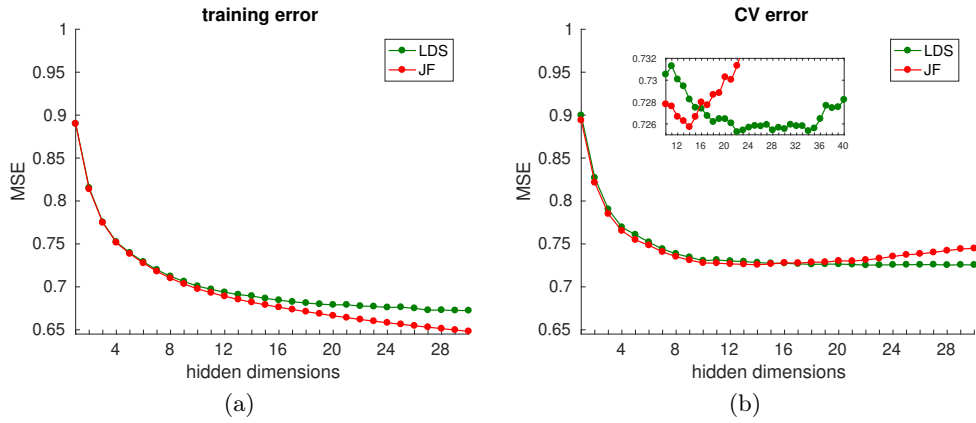 training error
1
0.95
0.9
0.85
0.8
0.75
0.7
0.65
MSE
LDS
JF
4 8 12 16 20 24 28
hidden dimensions
(a)
CV error
1
0.95
0.9
0.85
0.8
0.75
0.7
0.65
MSE
LDS
JF
0.732
0.73
0.728
0.726
12 16 20 24 28 32 36 40
4 8 12 16 20 24 28
hidden dimensions
(b)